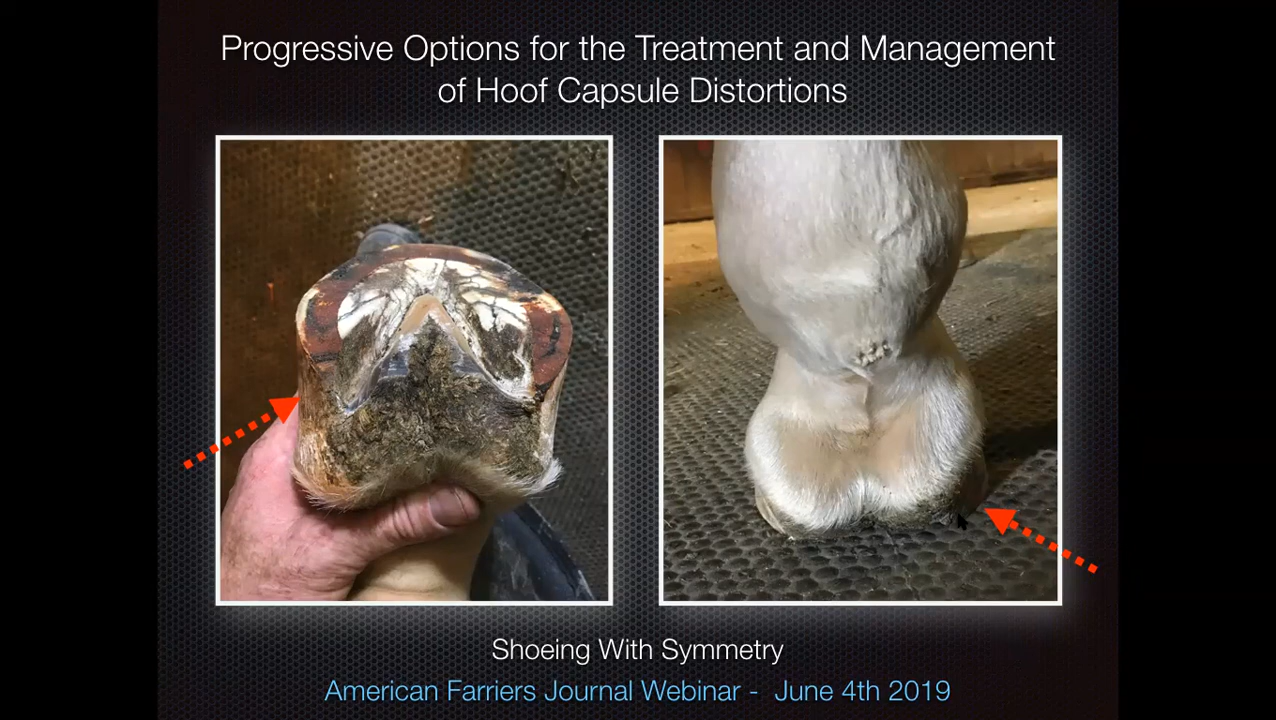 Progressive Options for the Treatment and Management
of Hoof Capsule Distortions
Shoeing With Symmetry
American Farriers Journal Webinar - June 4th 2019